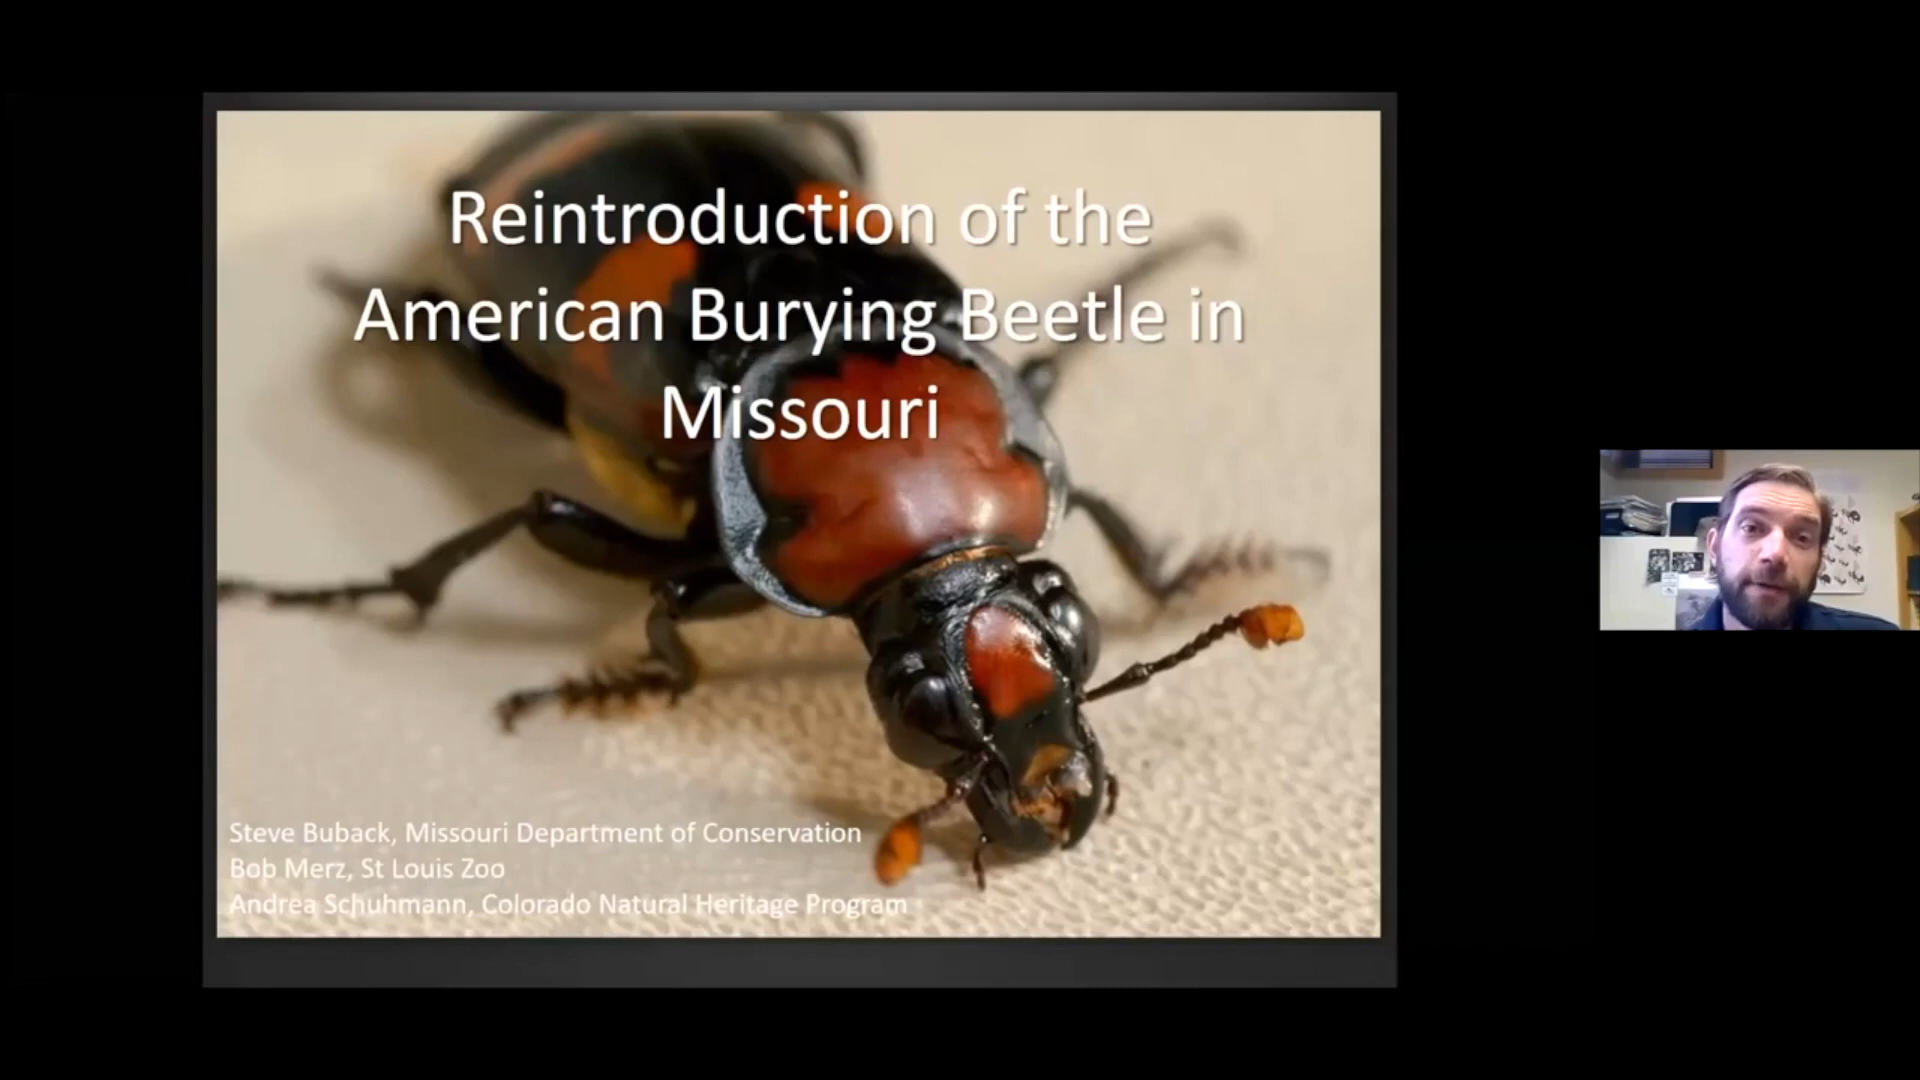 Reintroduction of the
American Burying Beetle in
Missouri
Steve Buback, Missouri Department of Conservation
Bob Merz, St Louis Zoo
Andrea Schuhmann, Colorado Natural Heritage Program